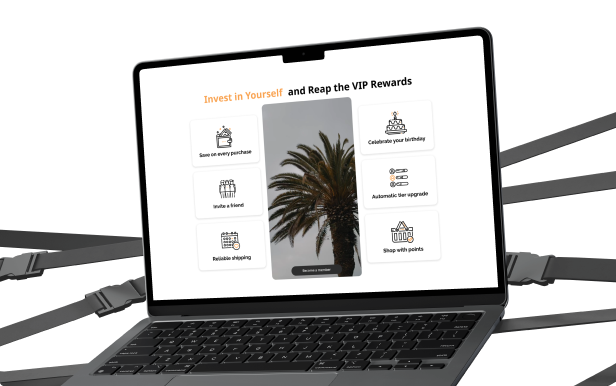 Invest in Yourself and Reap the VIP Rewards
Save on every purchase
Invite a friend
Reliable shipping
Become a member
Celebrate your birthday
Automatic tier upgrade
Shop with points